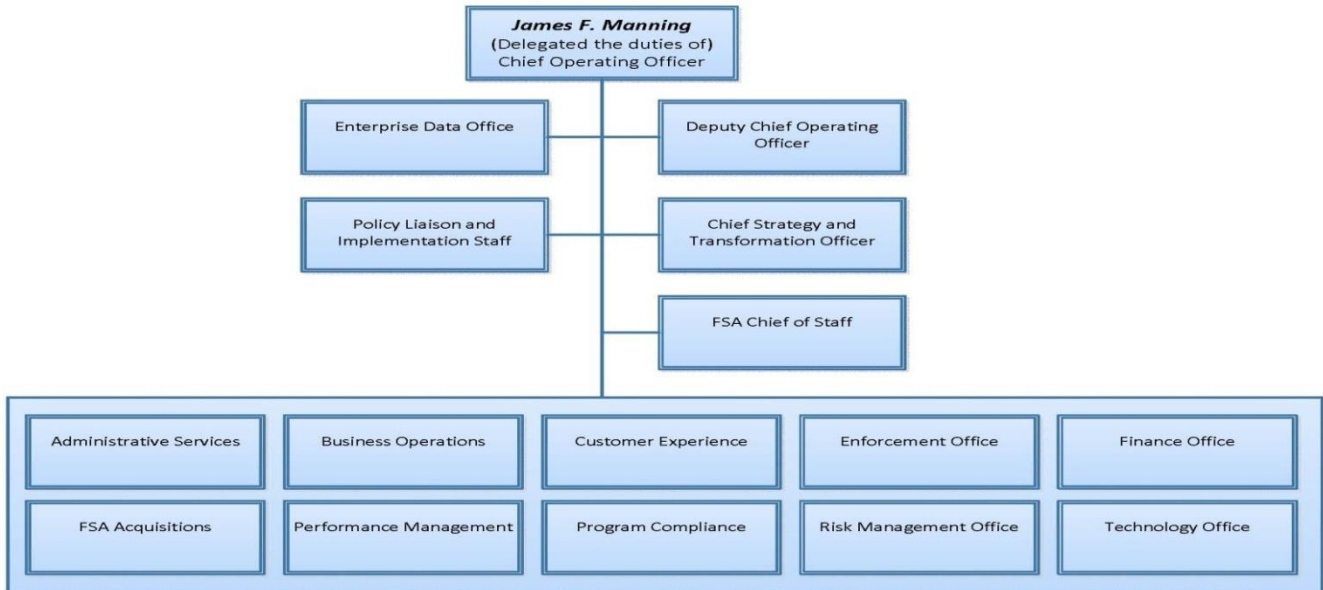 James F. Manning
(Delegated the duties of)
Chief Operating Officer
Enterprise Data Office
Deputy Chief Operating
Officer
Policy Liaison and
Implementation Staff
Chief Strategy and
Transformation Officer
FSA Chief of Staff
Administrative Services
Business Operations
Customer Experience
Enforcement Office
Finance Office
FSA Acquisitions
Performance Management
Program Compliance
Risk Management Office
Technology Office